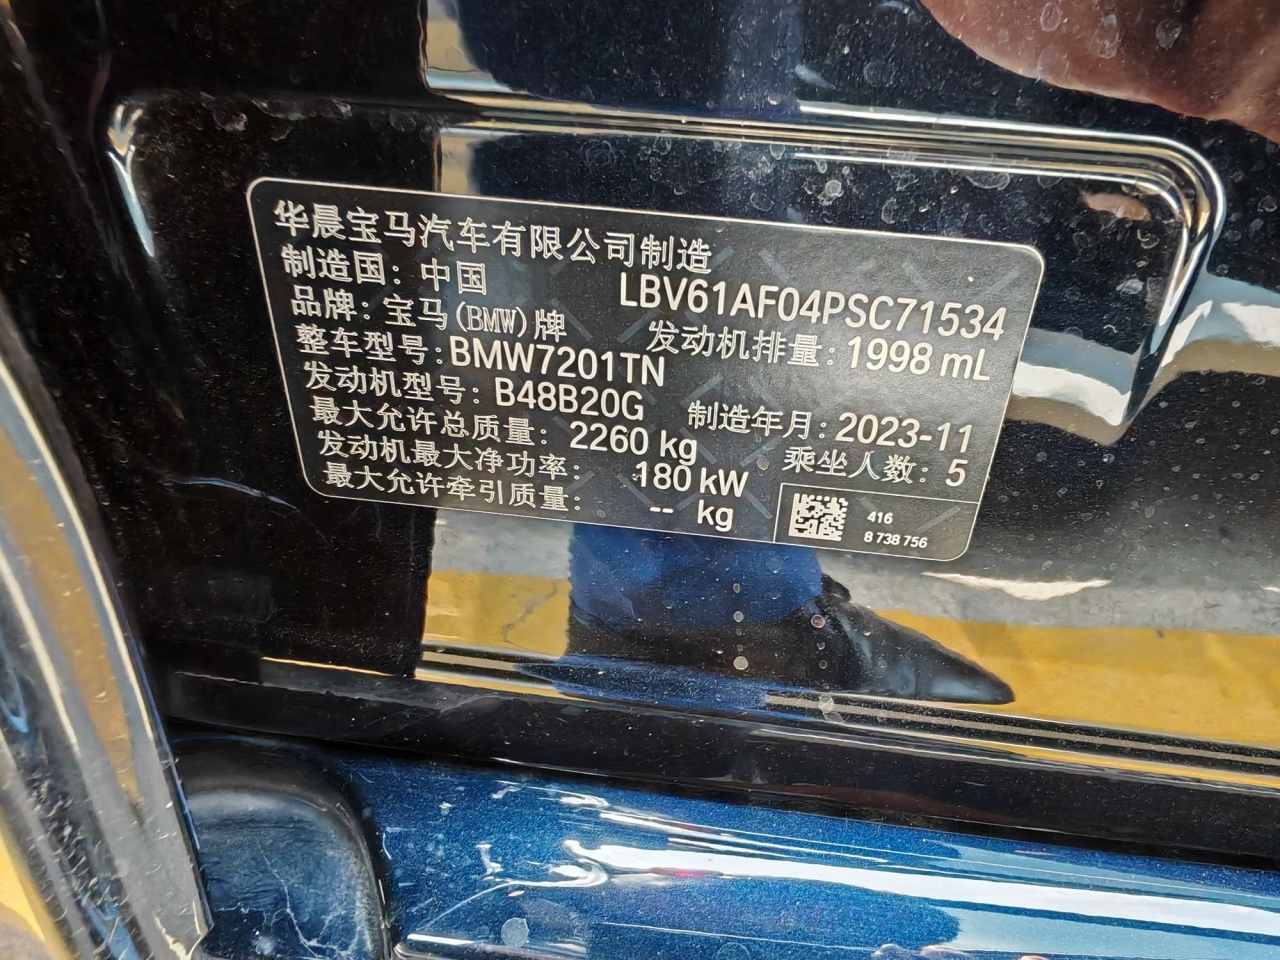 华晨宝马汽车有限公司制造
制造国：中国 LBV61AF04PSC71534
品牌：宝马(BMW)牌 发动机排量：1998 mL
整车型号：BMW7201TN
发动机型号：B48B20G 制造年月：2023-11
最大允许总质量：2260 kg 乘坐人数：5
发动机最大净功率：180 kW
最大允许牵引质量：-- kg
416
8 738 756